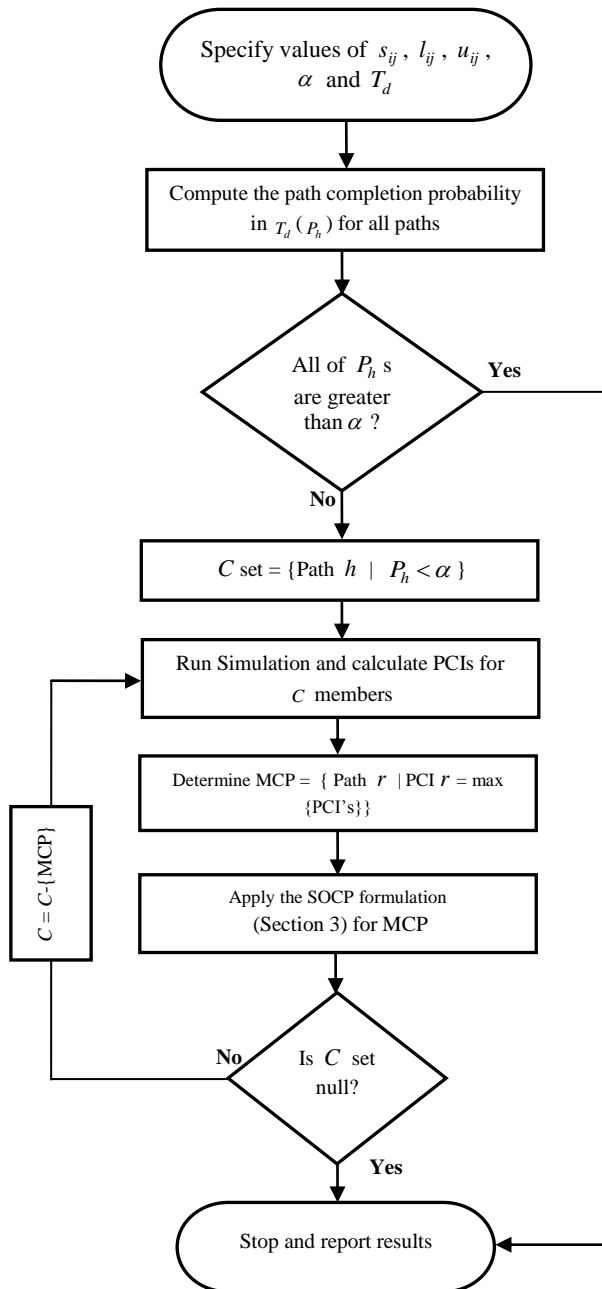 Specify values of s_ij , l_ij , u_ij ,
α and T_d
Compute the path completion probability
in T_d ( P_h ) for all paths
All of P_h s
are greater
than α ?
Yes
No
C set = {Path h | P_h < α }
Run Simulation and calculate PCIs for
C members
Determine MCP = { Path r | PCI r = max
{PCI's}}
C = C-{MCP}
Apply the SOCP formulation
(Section 3) for MCP
No
Is C set
null?
Yes
Stop and report results